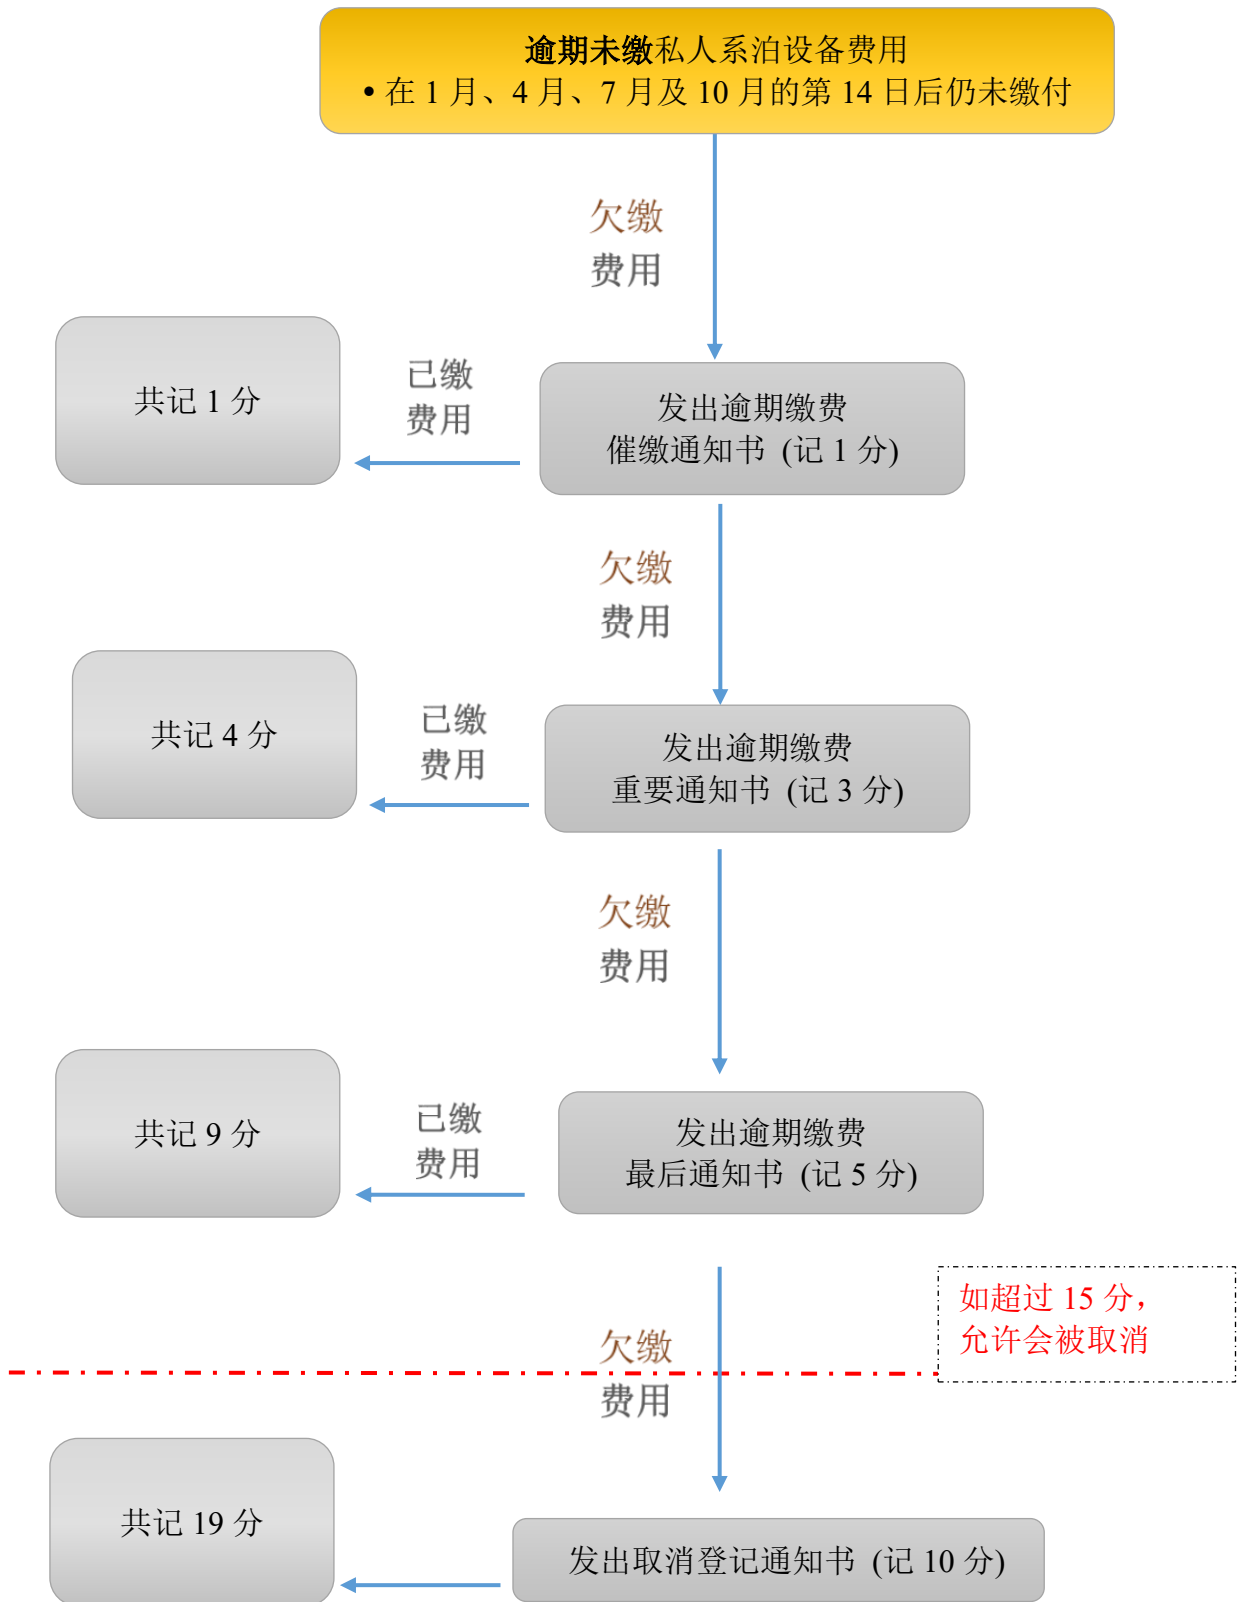 逾期未缴私人系泊设备费用
• 在 1 月、4 月、7 月及 10 月的第 14 日后仍未缴付
欠缴
费用
共记 1 分
已缴
费用
发出逾期缴费
催缴通知书 (记 1 分)
欠缴
费用
共记 4 分
已缴
费用
发出逾期缴费
重要通知书 (记 3 分)
欠缴
费用
共记 9 分
已缴
费用
发出逾期缴费
最后通知书 (记 5 分)
如超过 15 分，
允许会被取消
欠缴
费用
共记 19 分
发出取消登记通知书 (记 10 分)